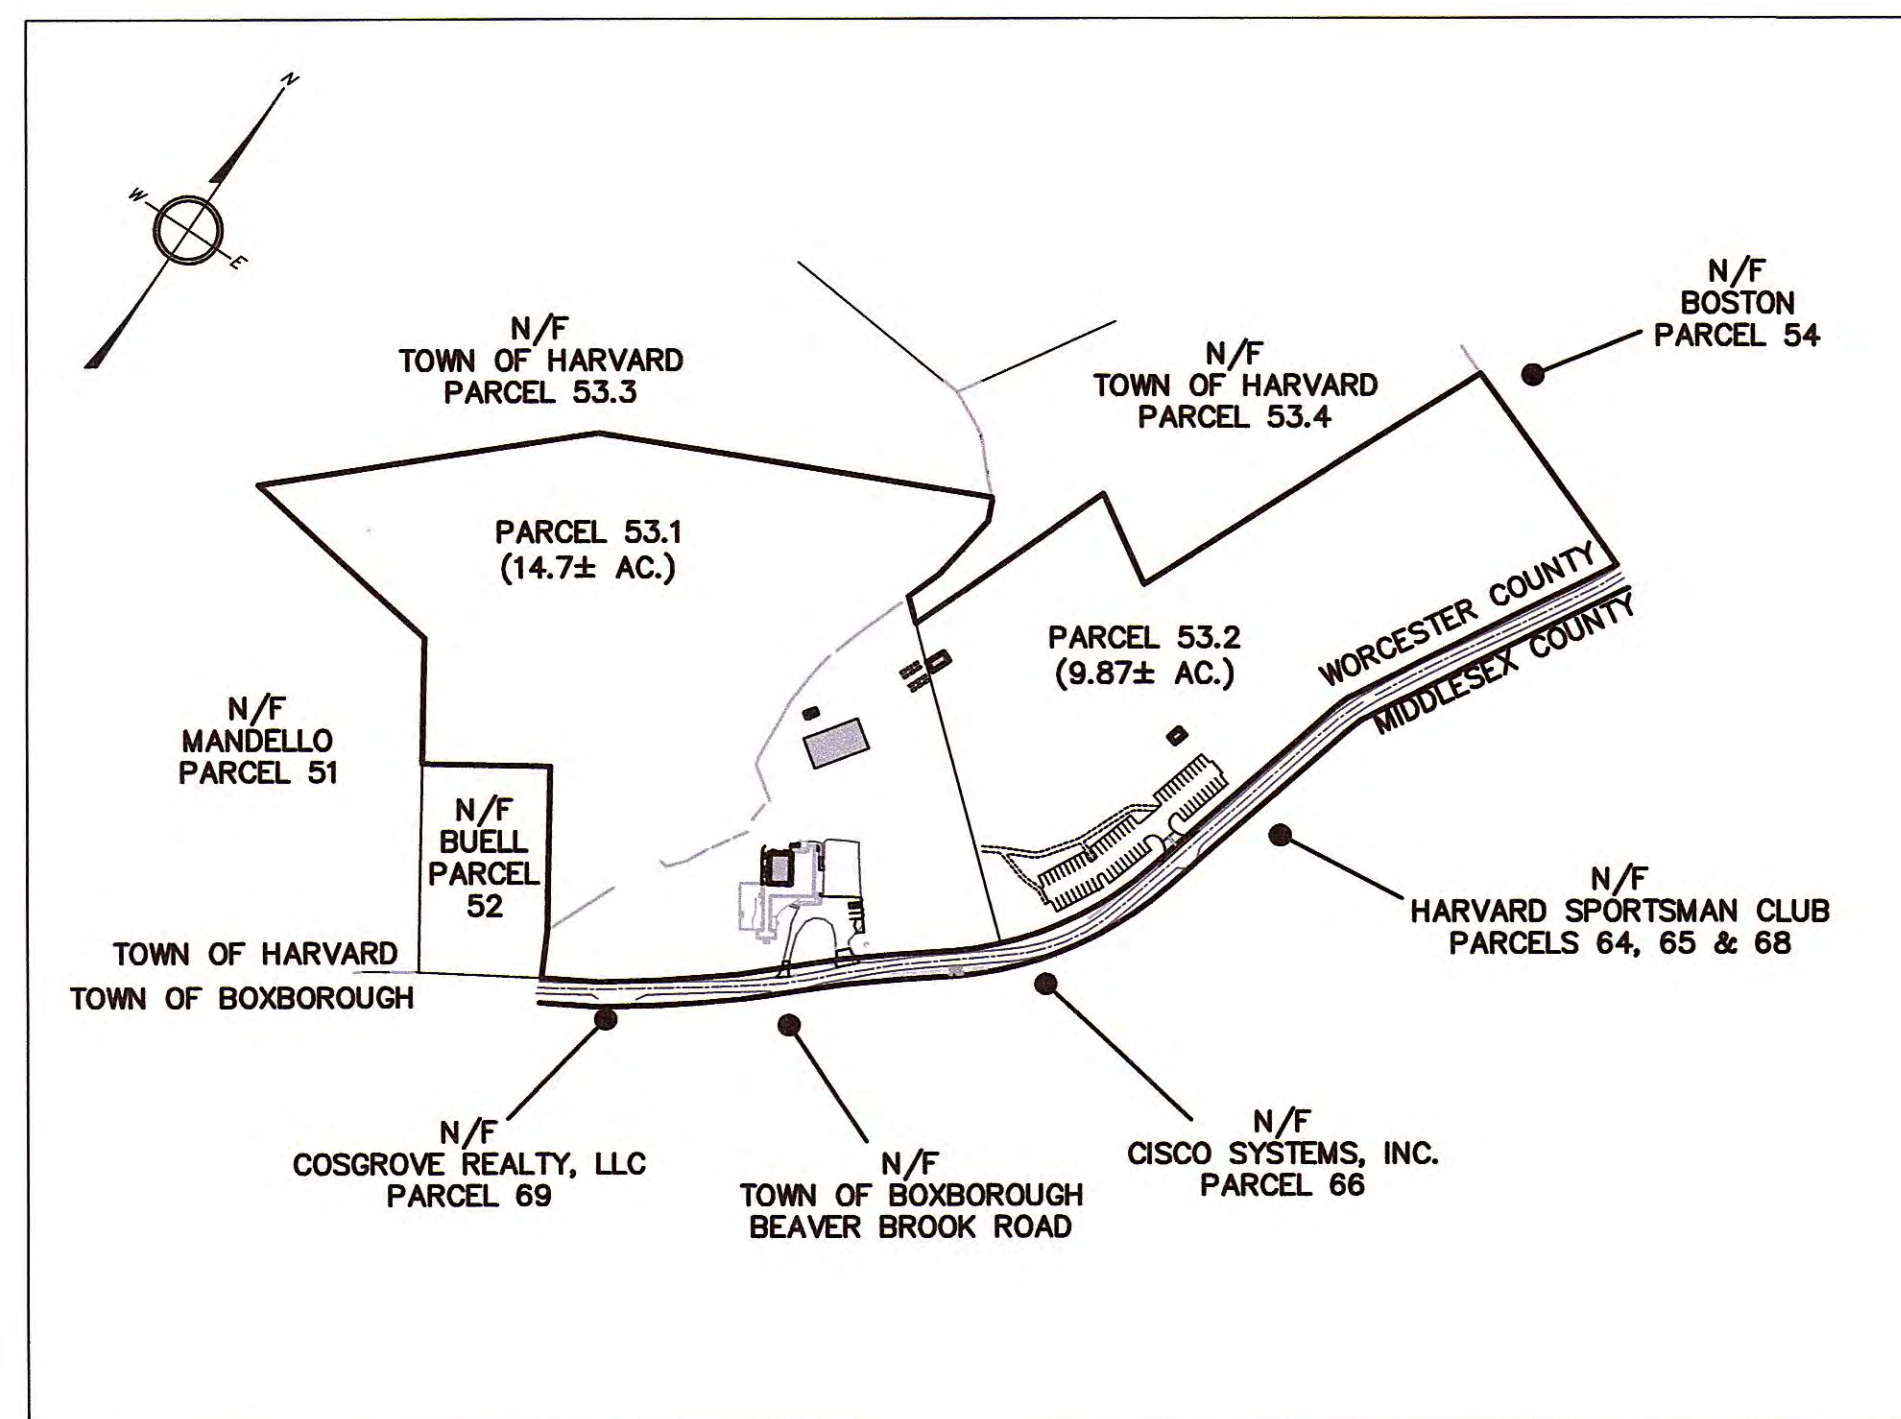 N
W
E
N/F
TOWN OF HARVARD
PARCEL 53.3
N/F
TOWN OF HARVARD
PARCEL 53.4
N/F
BOSTON
PARCEL 54
PARCEL 53.1
(14.7± AC.)
PARCEL 53.2
(9.87± AC.)
WORCESTER COUNTY
MIDDLESEX COUNTY
N/F
MANDELLO
PARCEL 51
N/F
BUELL
PARCEL
52
TOWN OF HARVARD
TOWN OF BOXBOROUGH
N/F
HARVARD SPORTSMAN CLUB
PARCELS 64, 65 & 68
N/F
COSGROVE REALTY, LLC
PARCEL 69
N/F
TOWN OF BOXBOROUGH
BEAVER BROOK ROAD
N/F
CISCO SYSTEMS, INC.
PARCEL 66